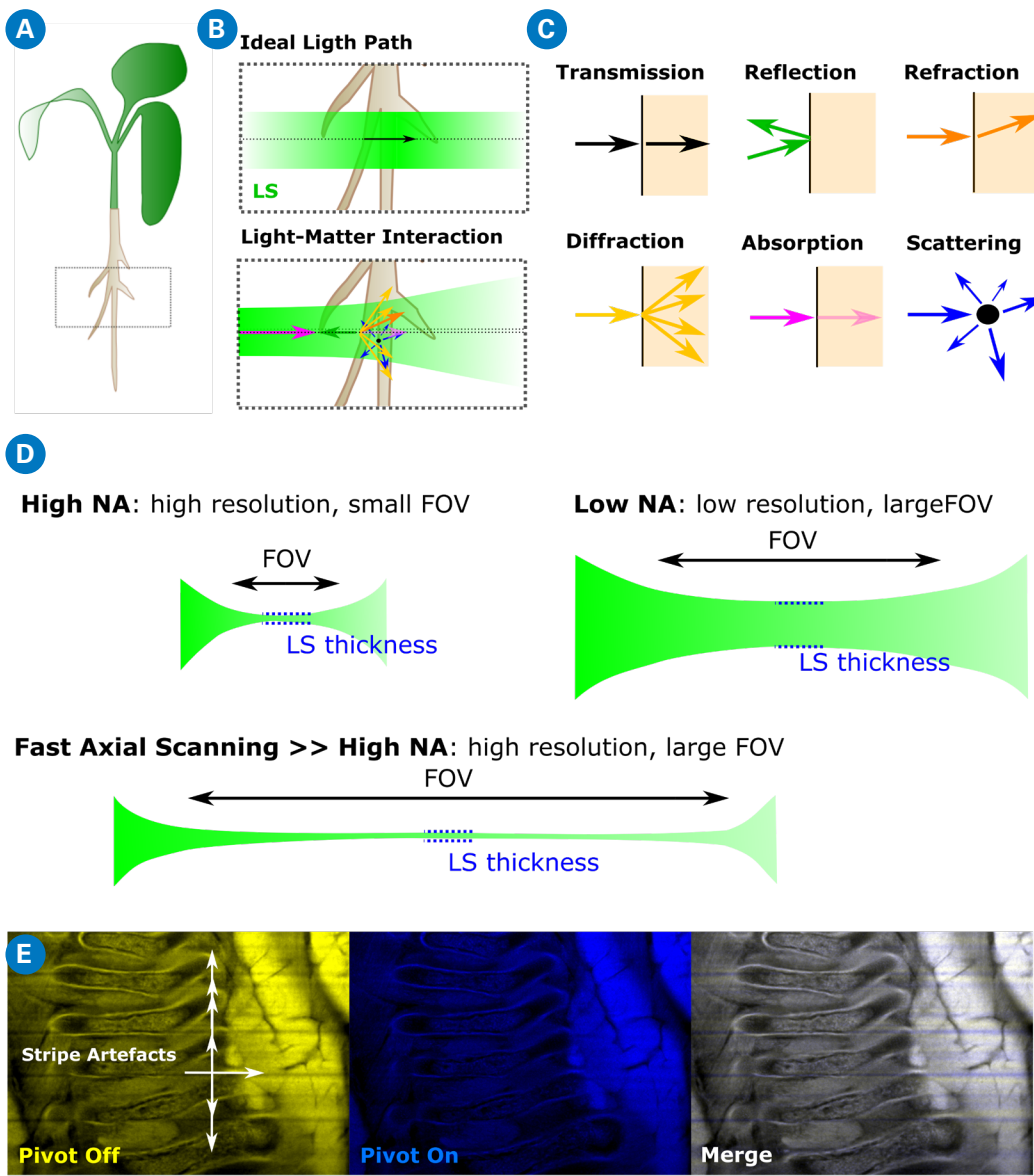 A
B
C
Ideal Ligth Path
LS
Light-Matter Interaction
Transmission
Reflection
Refraction
Diffraction
Absorption
Scattering
D
High NA: high resolution, small FOV
FOV
LS thickness
Low NA: low resolution, largeFOV
FOV
LS thickness
Fast Axial Scanning >> High NA: high resolution, large FOV
FOV
LS thickness
E
Stripe Artefacts
Pivot Off
Pivot On
Merge